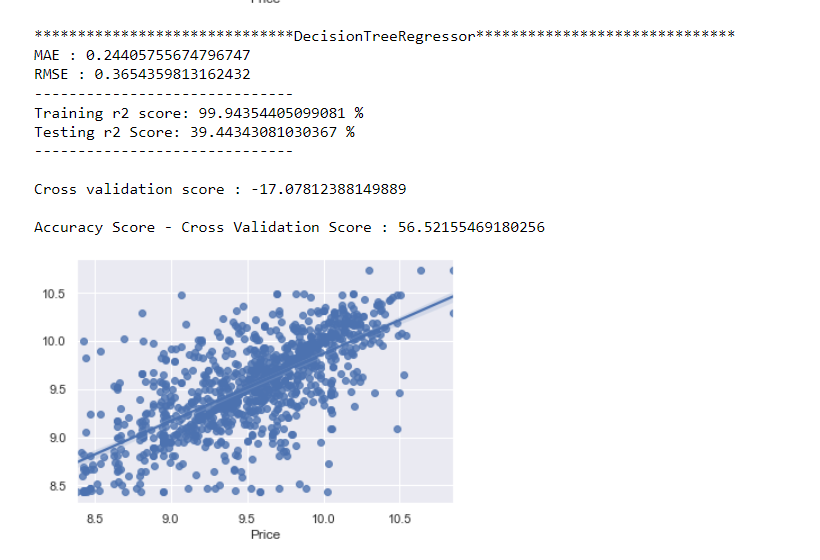 Price
******************************DecisionTreeRegressor******************************
MAE : 0.24405755674796747
RMSE : 0.3654359813162432
------------------------------
Training r2 score: 99.94354405099081 %
Testing r2 Score: 39.44343081030367 %
------------------------------
Cross validation score : -17.07812388149889
Accuracy Score - Cross Validation Score : 56.52155469180256
10.5
10.0
9.5
9.0
8.5
8.5 9.0 9.5 10.0 10.5
Price